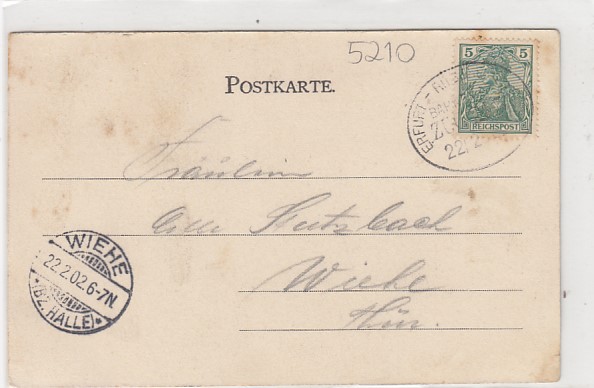 5210
POSTKARTE.
5 5
REICHSPOST
ERFURT - 
BAH
22/2
Fräulein
Stutzbach
Wiehe
Thür.
WIEHE
22.2.02.6-7N.
*(BZ.HALLE)*